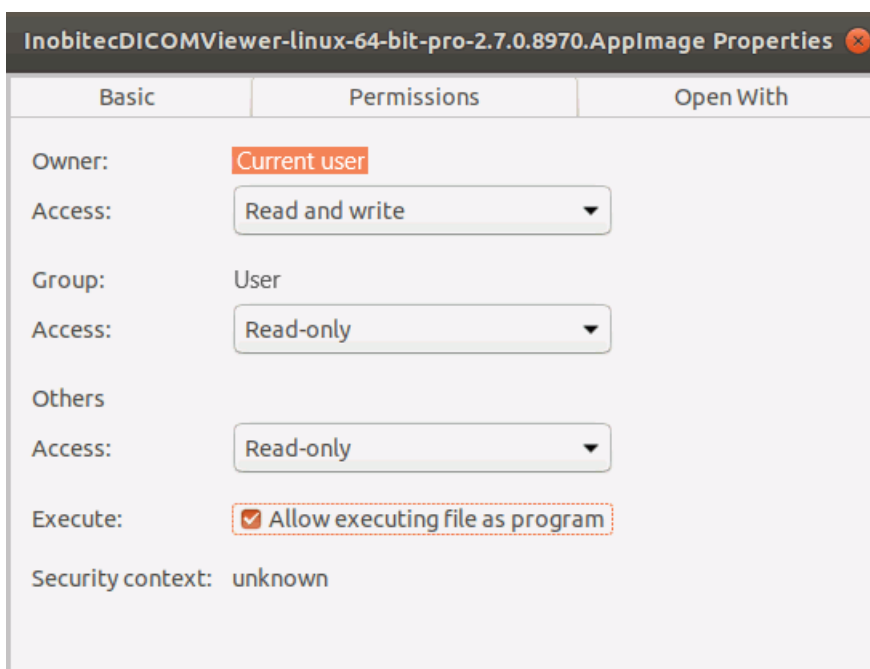 InobitecDICOMViewer-linux-64-bit-pro-2.7.0.8970.AppImage Properties
Basic Permissions Open With
Owner: Current user
Access: Read and write
Group: User
Access: Read-only
Others
Access: Read-only
Execute: Allow executing file as program
Security context: unknown